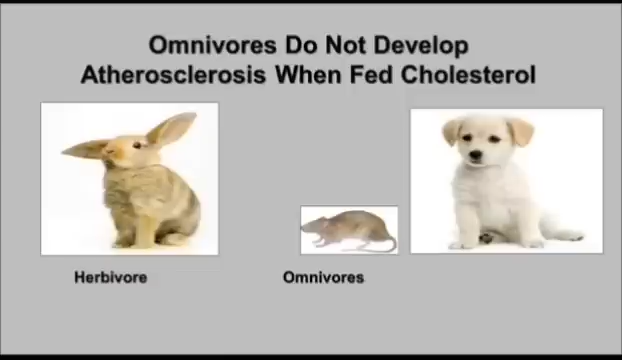 Omnivores Do Not Develop
Atherosclerosis When Fed Cholesterol
Herbivore
Omnivores